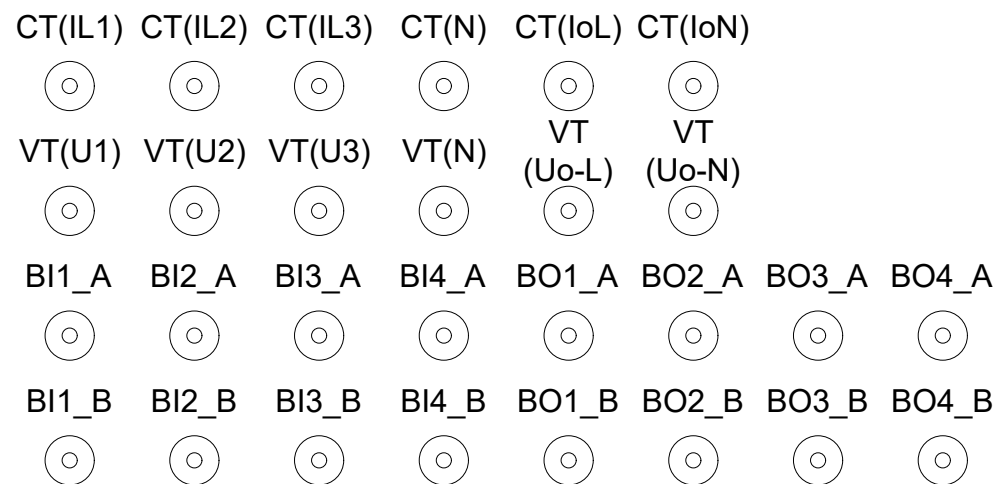 CT(IL1) CT(IL2) CT(IL3) CT(N) CT(IoL) CT(IoN)
VT(U1) VT(U2) VT(U3) VT(N) VT (Uo-L) VT (Uo-N)
BI1_A BI2_A BI3_A BI4_A BO1_A BO2_A BO3_A BO4_A
BI1_B BI2_B BI3_B BI4_B BO1_B BO2_B BO3_B BO4_B